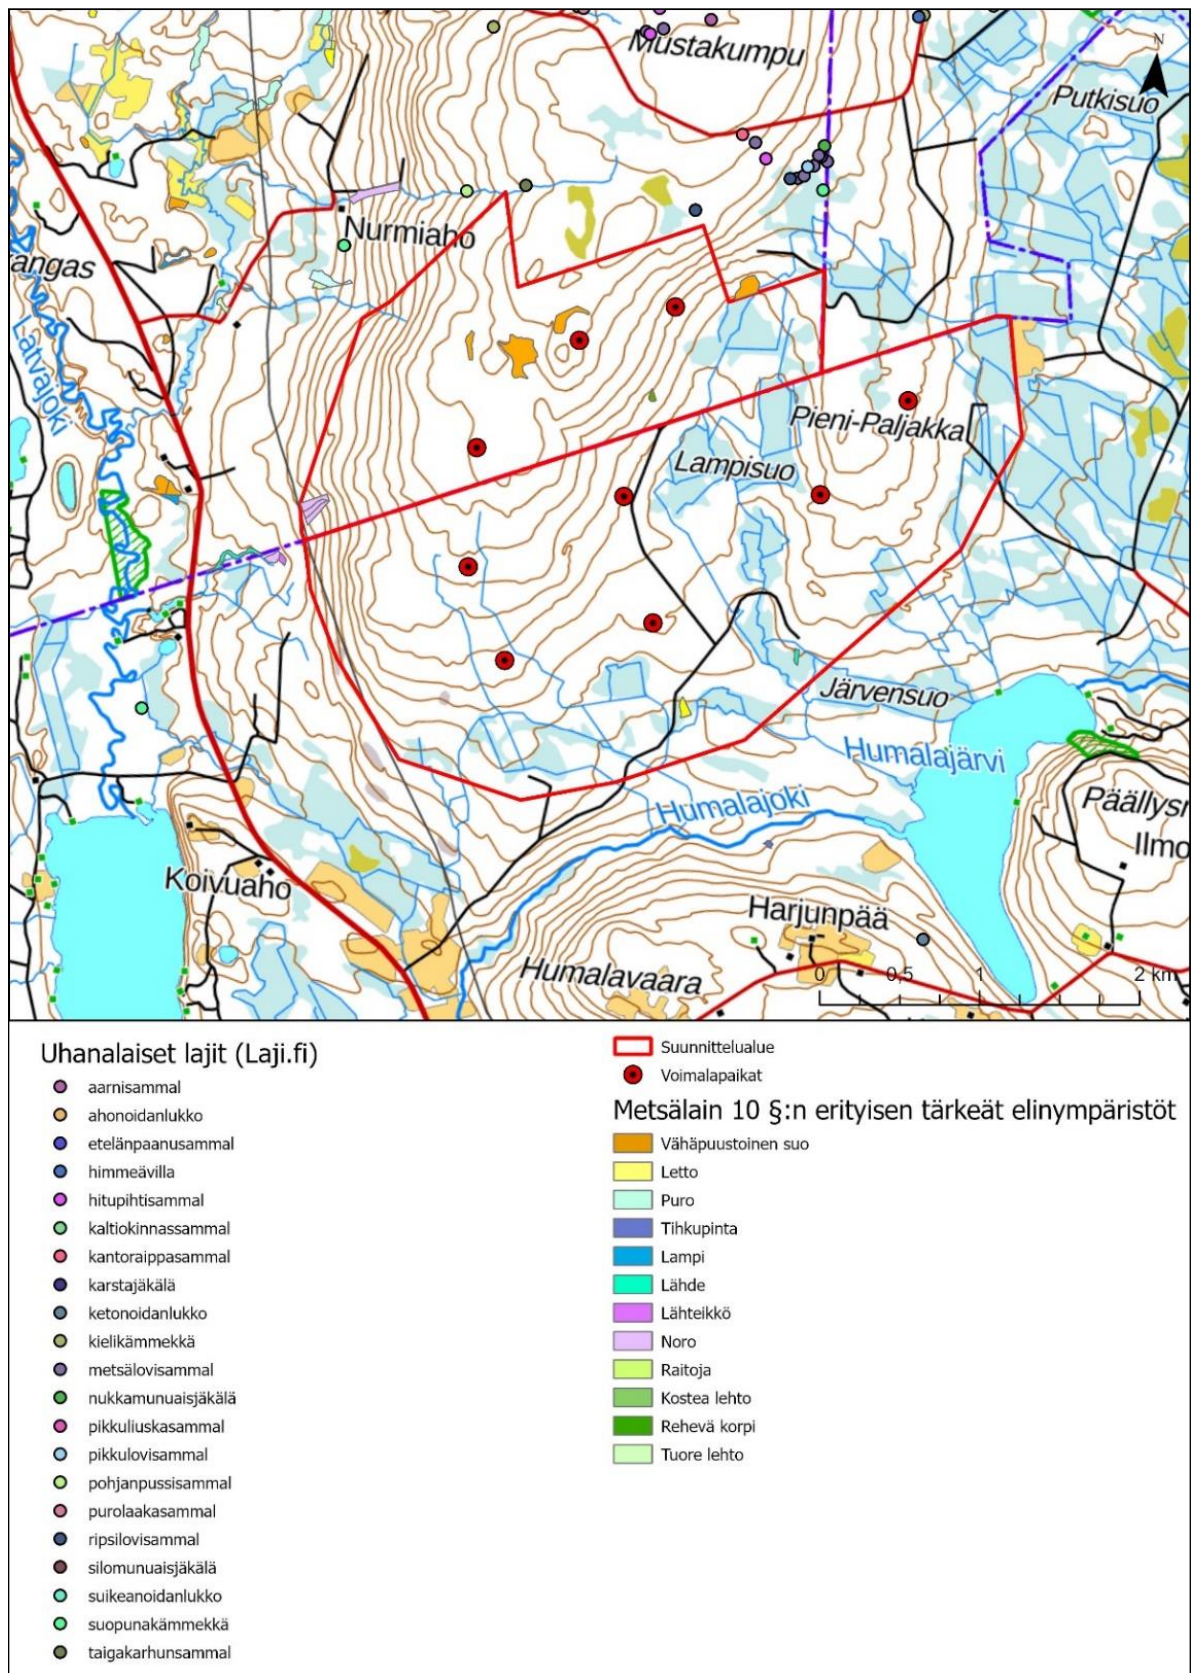 Mustakumpu
N
Putkisuo
Nurmiaho
angas
Latvajoki
Pieni-Paljakka
Lampisuo
Järvensuo
Humalajärvi
Humalajoki
Päällysr
Ilmo
Koivuaho
Harjunpää
Humalavaara
0 0,5 1 2 km
Uhanalaiset lajit (Laji.fi)
aarnisammal
ahonoidanlukko
etelänpaanusammal
himmeävilla
hitupihtisammal
kaltiokinnassammal
kantoraippasammal
karstajäkälä
ketonoidanlukko
kielikämmekkä
metsälovisammal
nukkamunuaisjäkälä
pikkuliuskasammal
pikkulovisammal
pohjanpussisammal
purolaakasammal
ripsilovisammal
silomunuaisjäkälä
suikeanoidanlukko
suopunakämmekkä
taigakarhunsammal
Suunnittelualue
Voimalapaikat
Metsälain 10 §:n erityisen tärkeät elinympäristöt
Vähäpuustoinen suo
Letto
Puro
Tihkupinta
Lampi
Lähde
Lähteikkö
Noro
Raitoja
Kostea lehto
Rehevä korpi
Tuore lehto